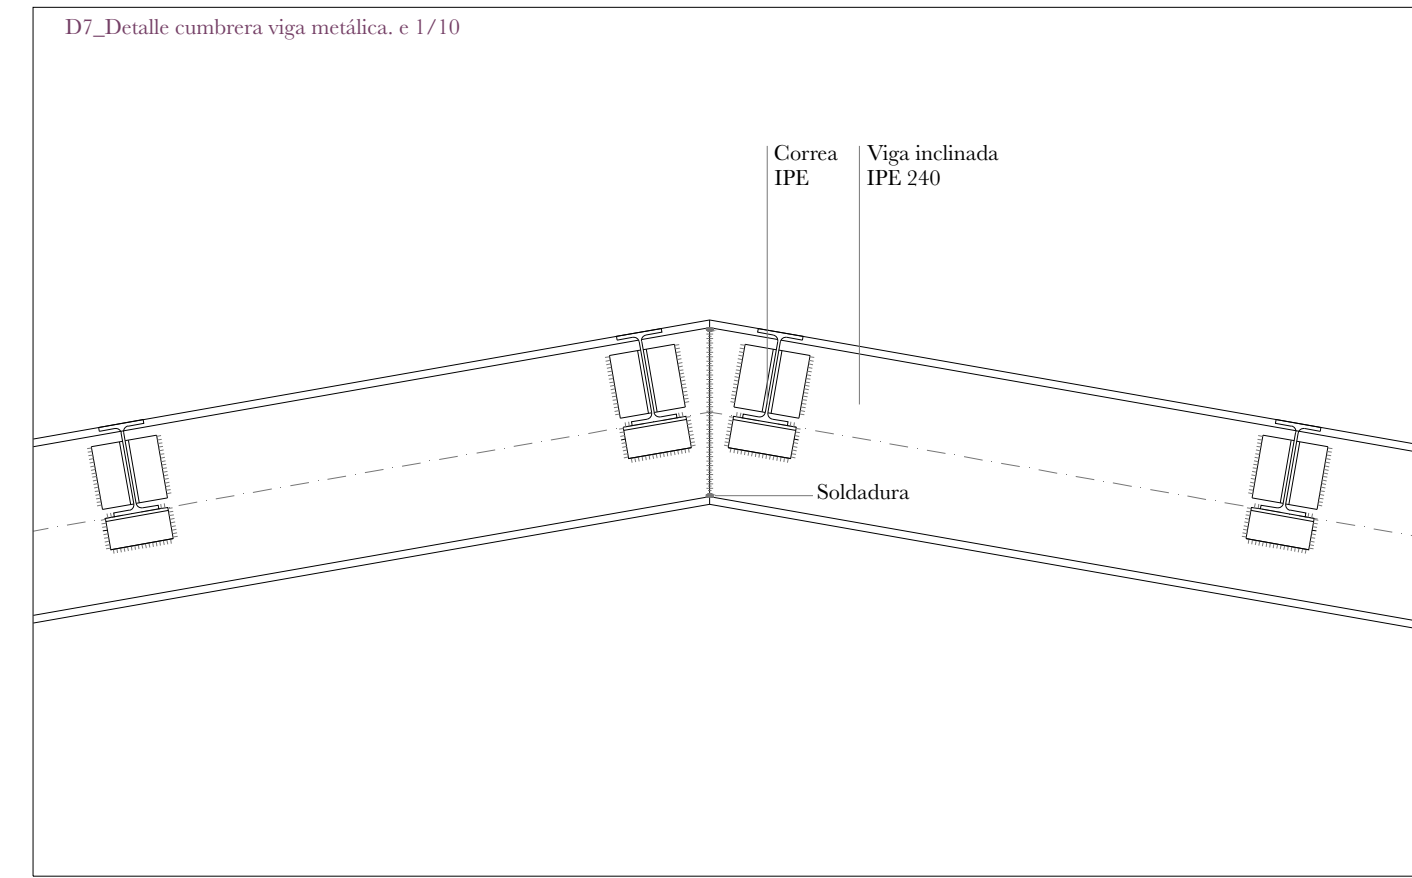 D7_Detalle cumbrera viga metálica. e 1/10
Correa
IPE
Viga inclinada
IPE 240
Soldadura